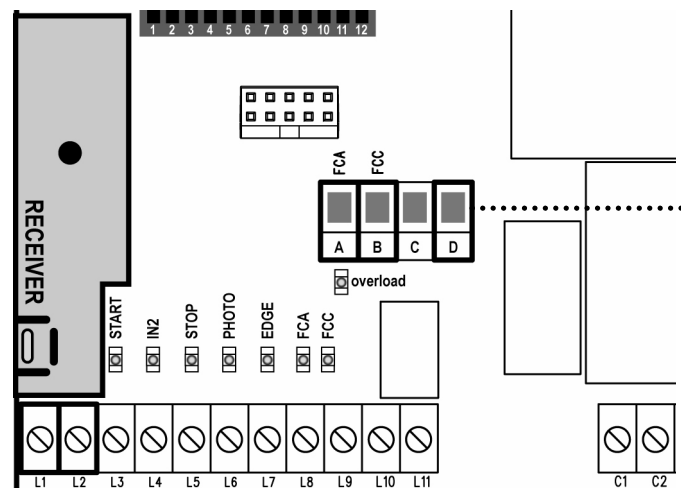 1 2 3 4 5 6 7 8 9 10 11 12
FCA FCC
A B C D
overload
RECEIVER
START IN2 STOP PHOTO EDGE FCA FCC
L1 L2 L3 L4 L5 L6 L7 L8 L9 L10 L11 C1 C2